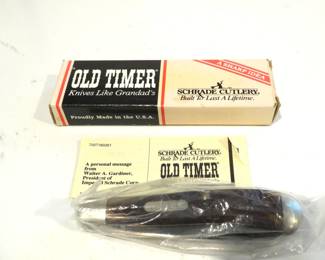 "OLD TIMER"
Knives Like Grandad's
Proudly Made in the U.S.A.
A SHARP IDEA
SCHRADE CUTLERY.
Built To Last A Lifetime.
A personal message
from
Walter A. Gardiner,
President of
Imperial Schrade Corp.
SCHRADE CUTLERY.
Built To Last A Lifetime.
OLD TIMER